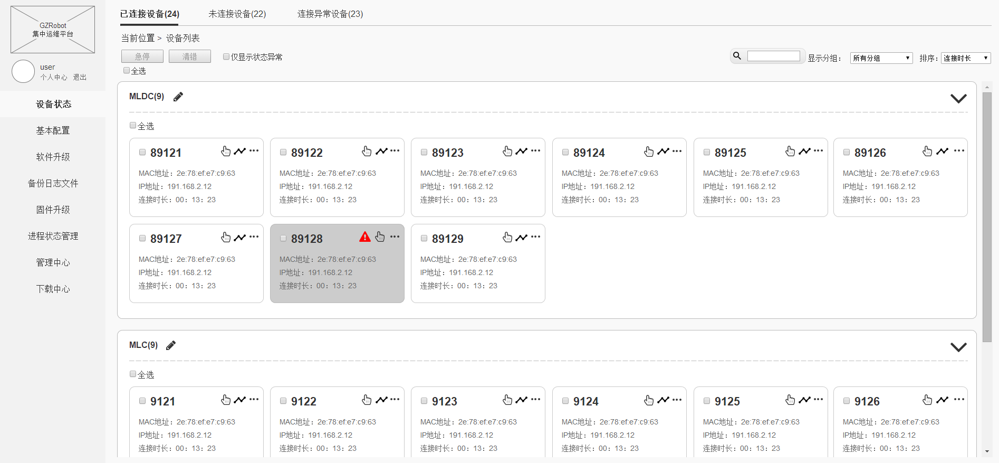 GZRobot
集中运维平台
user
个人中心 退出
设备状态
基本配置
软件升级
备份日志文件
固件升级
进程状态管理
管理中心
下载中心
已连接设备(24) 未连接设备(22) 连接异常设备(23)
当前位置 > 设备列表
急停 清错 仅显示状态异常 显示分组： 所有分组 排序： 连接时长
全选
MLDC(9)
全选
89121 89122 89123 89124 89125 89126
MAC地址：2e:78:ef:e7:c9:63 MAC地址：2e:78:ef:e7:c9:63 MAC地址：2e:78:ef:e7:c9:63 MAC地址：2e:78:ef:e7:c9:63 MAC地址：2e:78:ef:e7:c9:63 MAC地址：2e:78:ef:e7:c9:63
IP地址：191.168.2.12 IP地址：191.168.2.12 IP地址：191.168.2.12 IP地址：191.168.2.12 IP地址：191.168.2.12 IP地址：191.168.2.12
连接时长：00：13：23 连接时长：00：13：23 连接时长：00：13：23 连接时长：00：13：23 连接时长：00：13：23 连接时长：00：13：23
89127 89128 89129
MAC地址：2e:78:ef:e7:c9:63 MAC地址：2e:78:ef:e7:c9:63 MAC地址：2e:78:ef:e7:c9:63
IP地址：191.168.2.12 IP地址：191.168.2.12 IP地址：191.168.2.12
连接时长：00：13：23 连接时长：00：13：23 连接时长：00：13：23
MLC(9)
全选
9121 9122 9123 9124 9125 9126
MAC地址：2e:78:ef:e7:c9:63 MAC地址：2e:78:ef:e7:c9:63 MAC地址：2e:78:ef:e7:c9:63 MAC地址：2e:78:ef:e7:c9:63 MAC地址：2e:78:ef:e7:c9:63 MAC地址：2e:78:ef:e7:c9:63
IP地址：191.168.2.12 IP地址：191.168.2.12 IP地址：191.168.2.12 IP地址：191.168.2.12 IP地址：191.168.2.12 IP地址：191.168.2.12
连接时长：00：13：23 连接时长：00：13：23 连接时长：00：13：23 连接时长：00：13：23 连接时长：00：13：23 连接时长：00：13：23